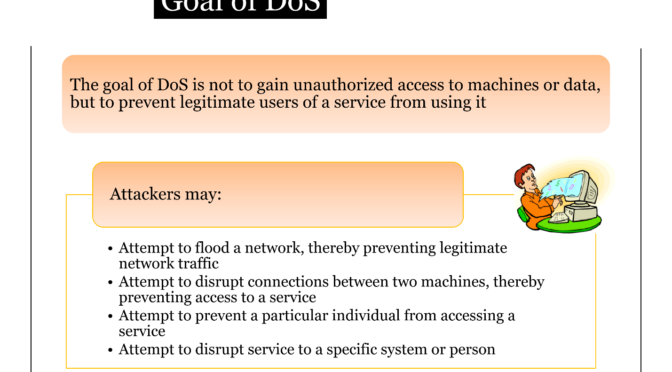 Goal of DoS
The goal of DoS is not to gain unauthorized access to machines or data,
but to prevent legitimate users of a service from using it
Attackers may:
• Attempt to flood a network, thereby preventing legitimate
network traffic
• Attempt to disrupt connections between two machines, thereby
preventing access to a service
• Attempt to prevent a particular individual from accessing a
service
• Attempt to disrupt service to a specific system or person